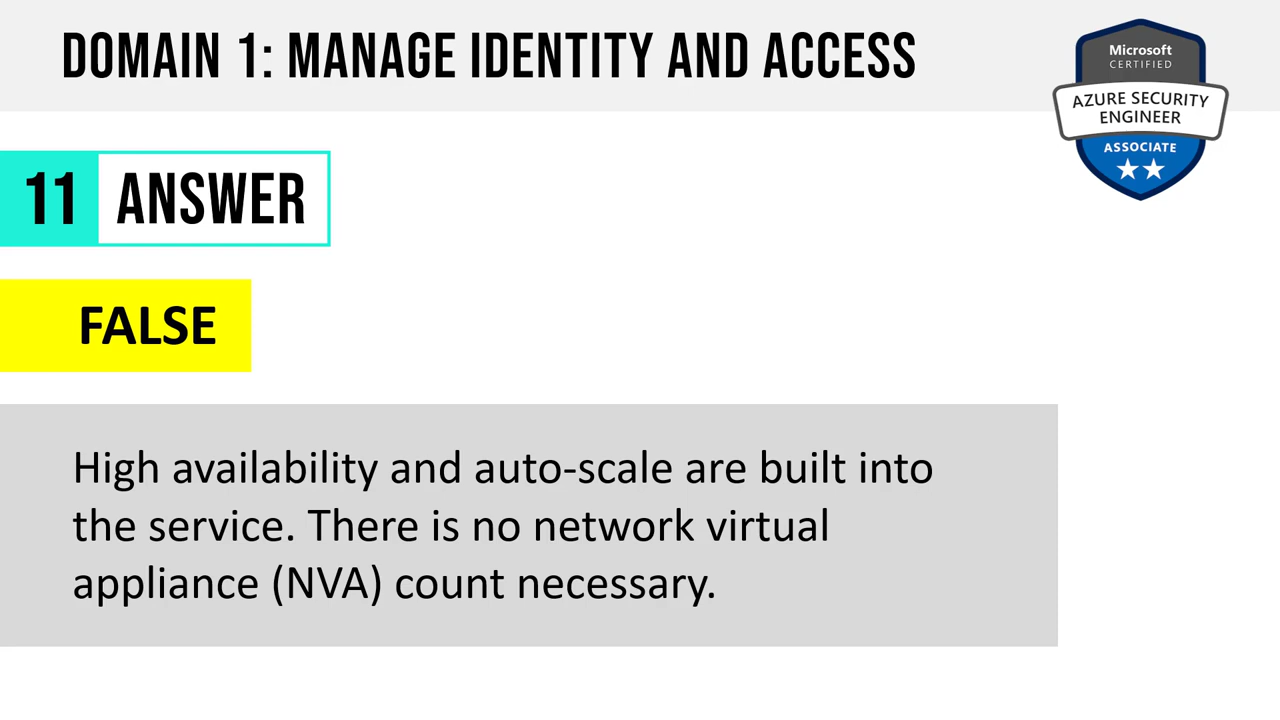 DOMAIN 1: MANAGE IDENTITY AND ACCESS
Microsoft
CERTIFIED
AZURE SECURITY
ENGINEER
ASSOCIATE
11 ANSWER
FALSE
High availability and auto-scale are built into
the service. There is no network virtual
appliance (NVA) count necessary.